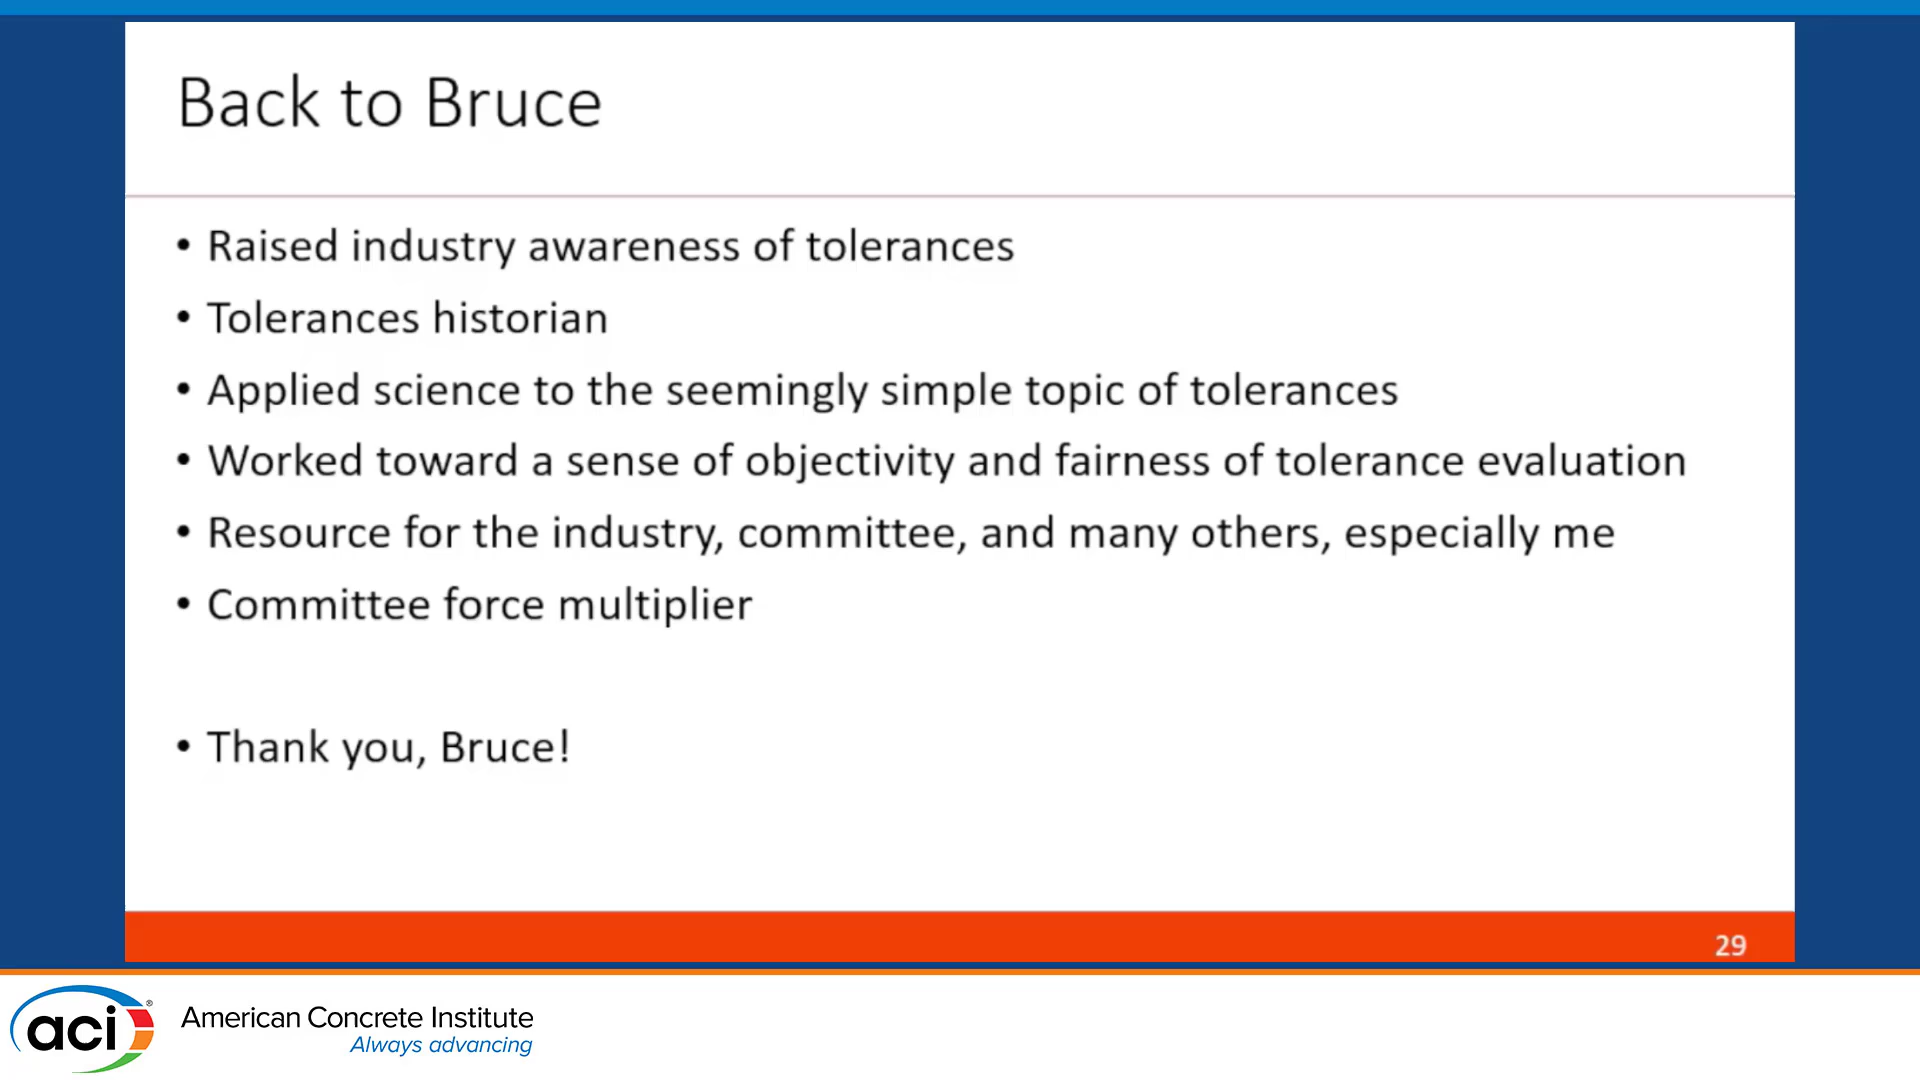 Back to Bruce
• Raised industry awareness of tolerances
• Tolerances historian
• Applied science to the seemingly simple topic of tolerances
• Worked toward a sense of objectivity and fairness of tolerance evaluation
• Resource for the industry, committee, and many others, especially me
• Committee force multiplier
• Thank you, Bruce!
29
aci®
American Concrete Institute
Always advancing